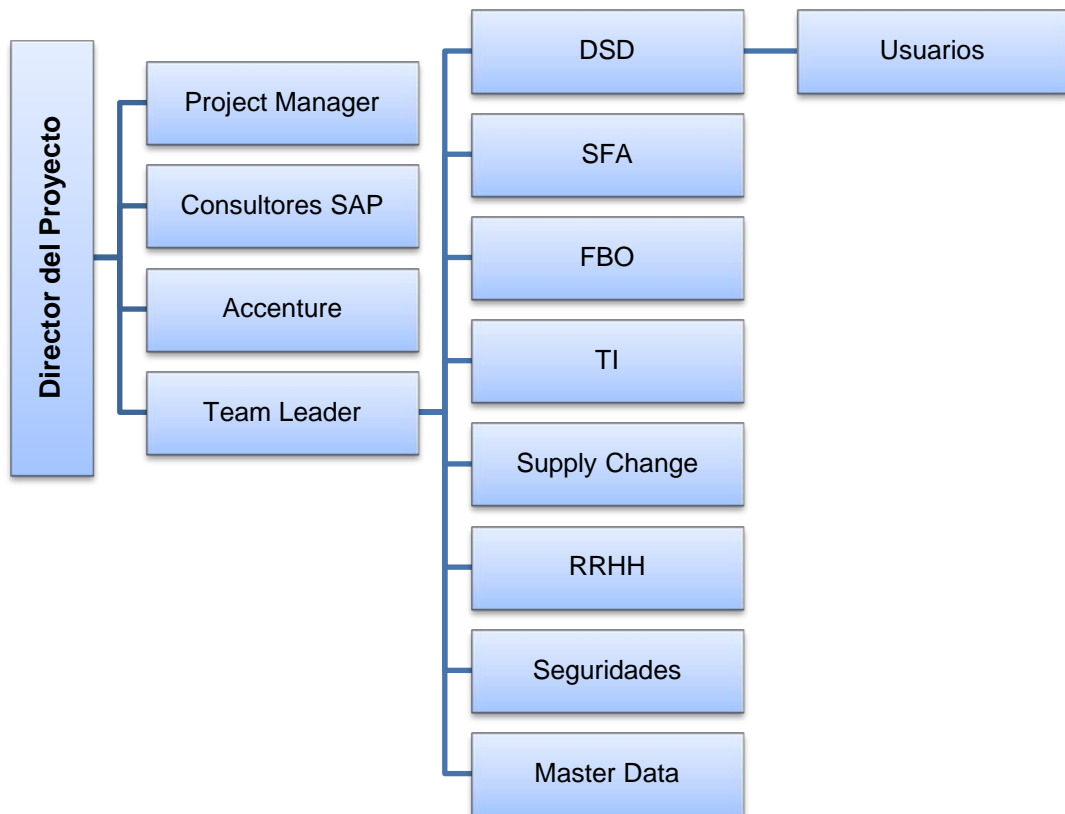 Director del Proyecto
Project Manager
Consultores SAP
Accenture
Team Leader
DSD
SFA
FBO
TI
Supply Change
RRHH
Seguridades
Master Data
Usuarios